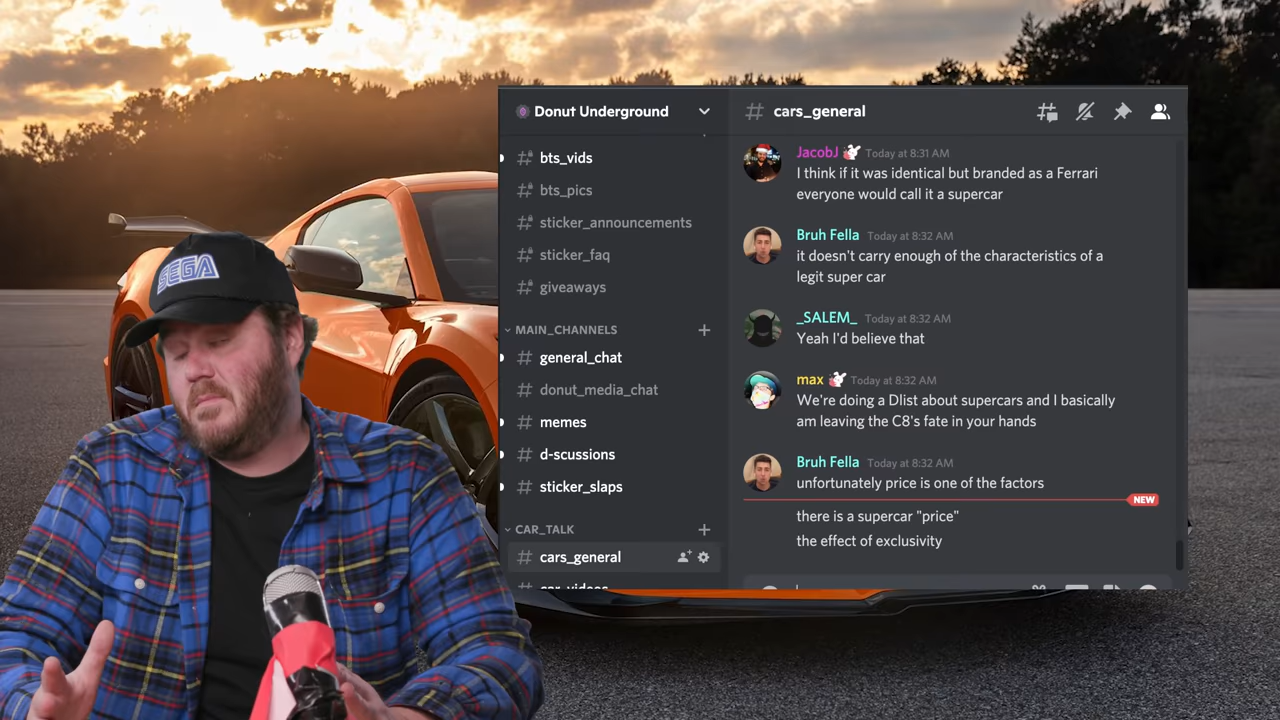 SEGA
Donut Underground
bts_vids
bts_pics
sticker_announcements
sticker_faq
giveaways
MAIN_CHANNELS
general_chat
donut_media_chat
memes
d-scussions
sticker_slaps
CAR_TALK
cars_general
car_videos
# cars_general
JacobJ Today at 8:31 AM
I think if it was identical but branded as a Ferrari
everyone would call it a supercar
Bruh Fella Today at 8:32 AM
it doesn't carry enough of the characteristics of a
legit super car
_SALEM_ Today at 8:32 AM
Yeah I'd believe that
max Today at 8:32 AM
We're doing a Dlist about supercars and I basically
am leaving the C8's fate in your hands
Bruh Fella Today at 8:32 AM
unfortunately price is one of the factors
NEW
there is a supercar "price"
the effect of exclusivity